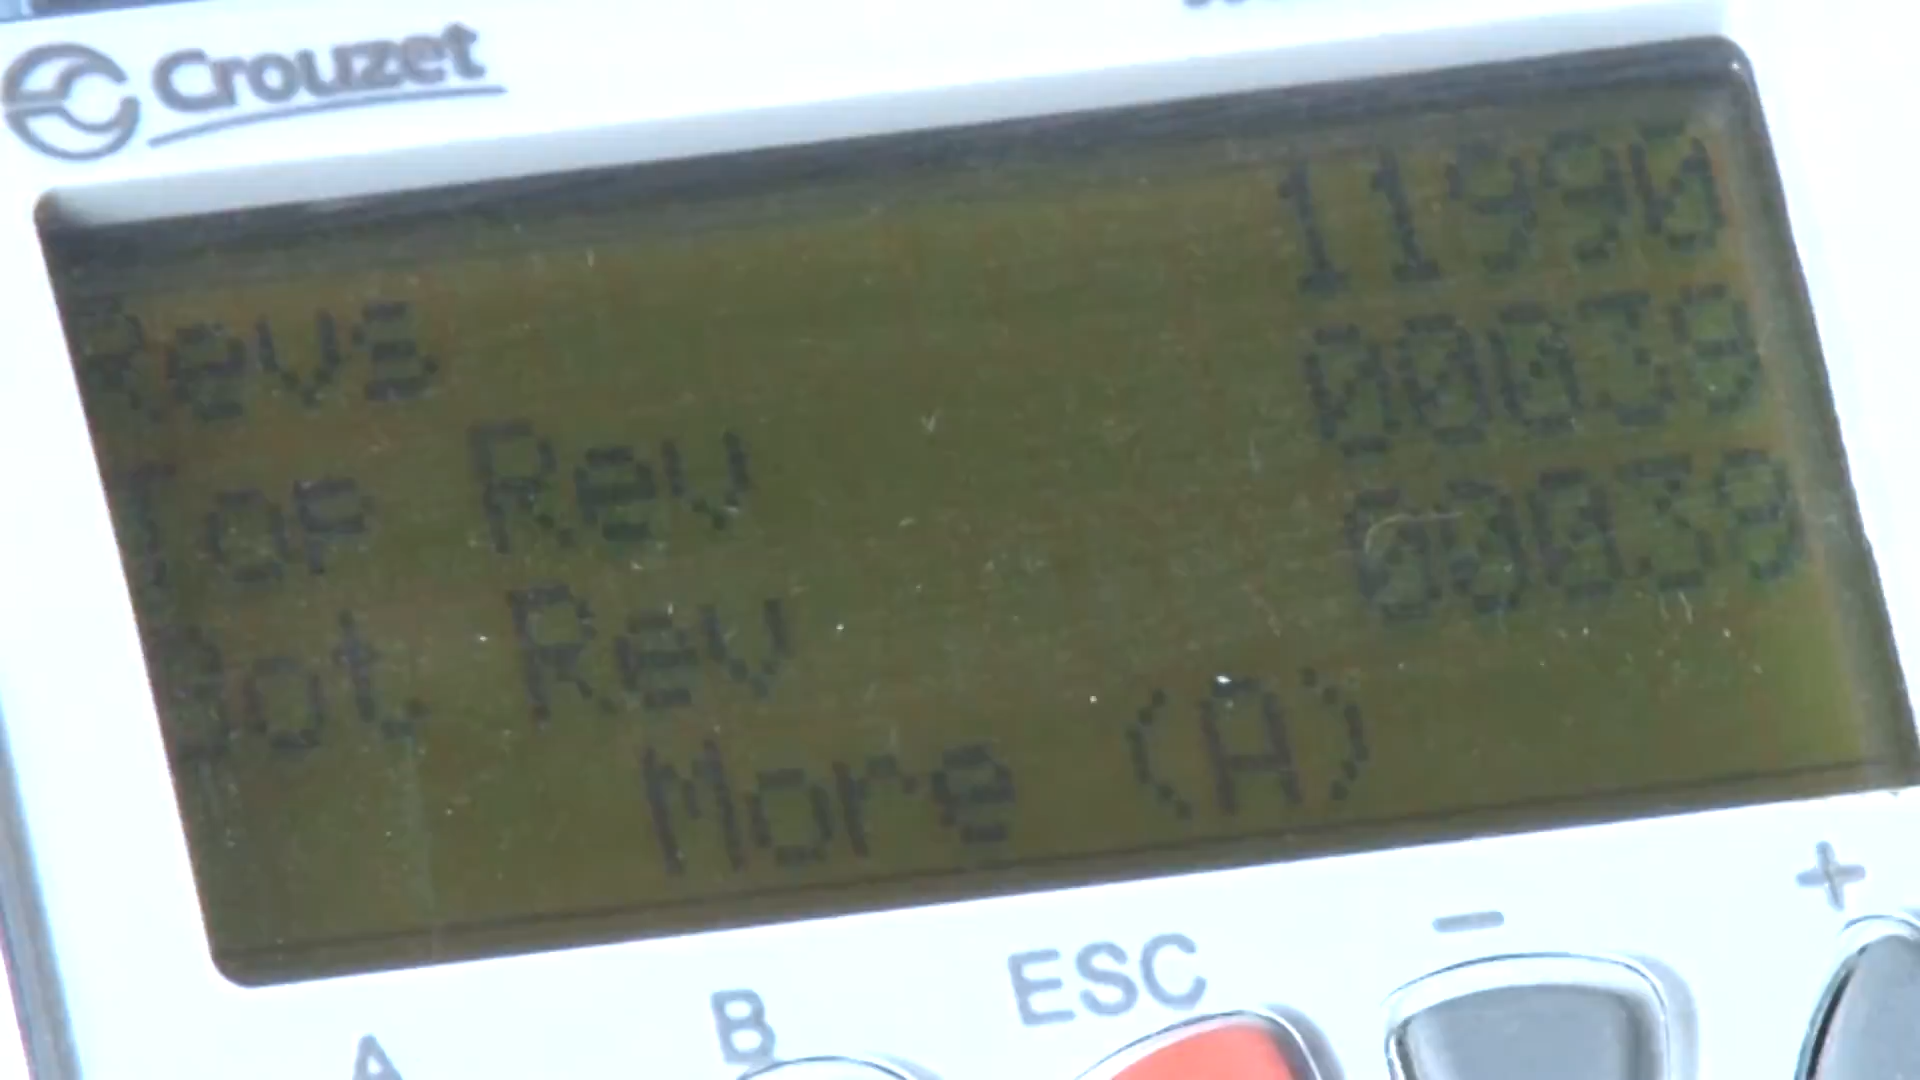 Crouzet
Revs 11990
Top Rev 00039
Bot Rev 00039
More (A)
A B ESC - +